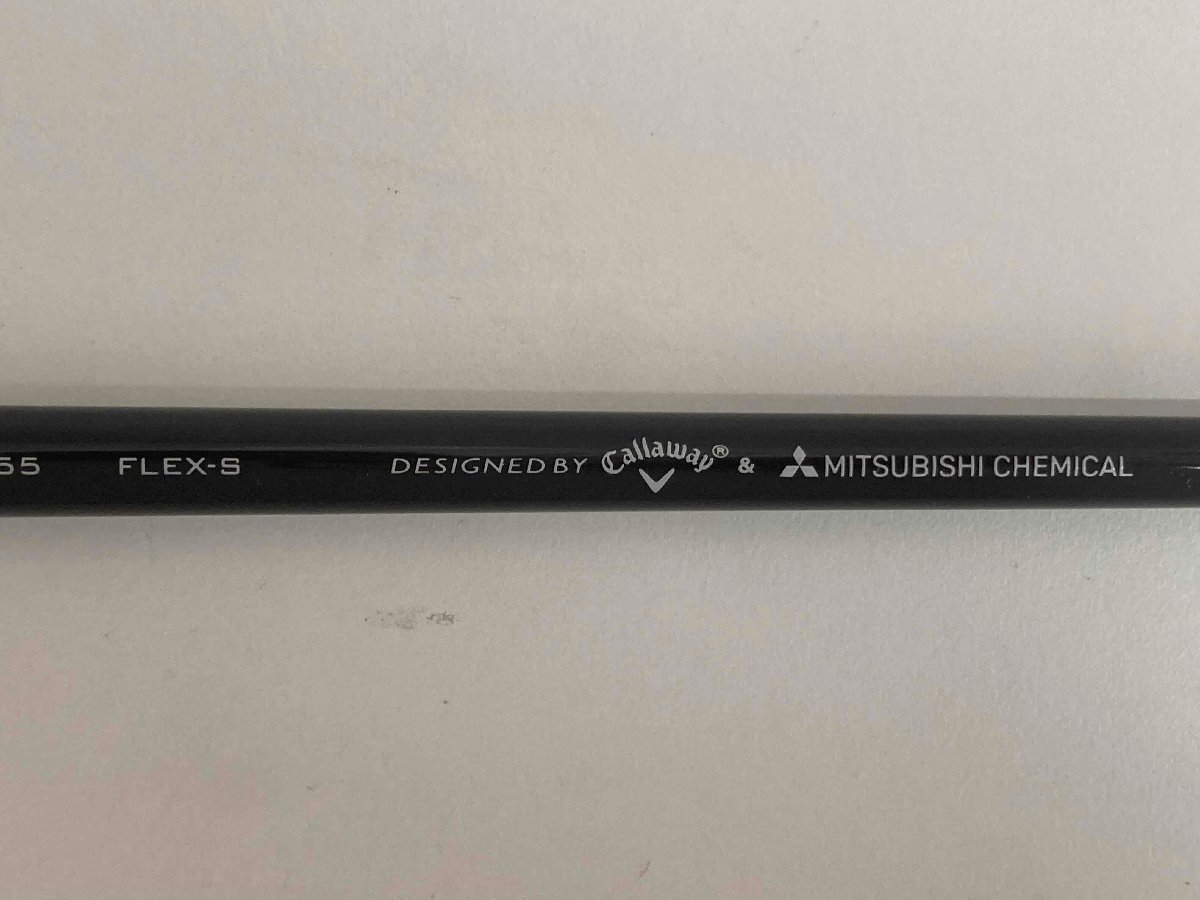 55 FLEX-S DESIGNED BY Callaway® & MITSUBISHI CHEMICAL